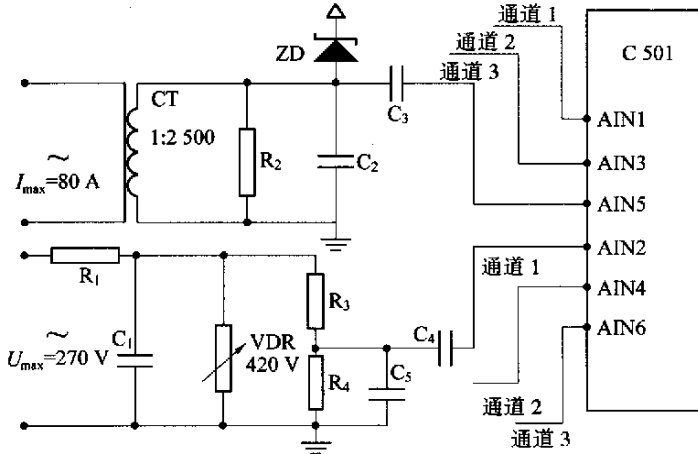 通道 1
通道 2
通道 3
C 501
ZD
CT
1:2 500
R2
C2
C3
AIN1
AIN3
AIN5
AIN2
AIN4
AIN6
~
Imax=80 A
R1
C1
VDR
420 V
R3
R4
C4
C5
通道 1
~
Umax=270 V
通道 2
通道 3